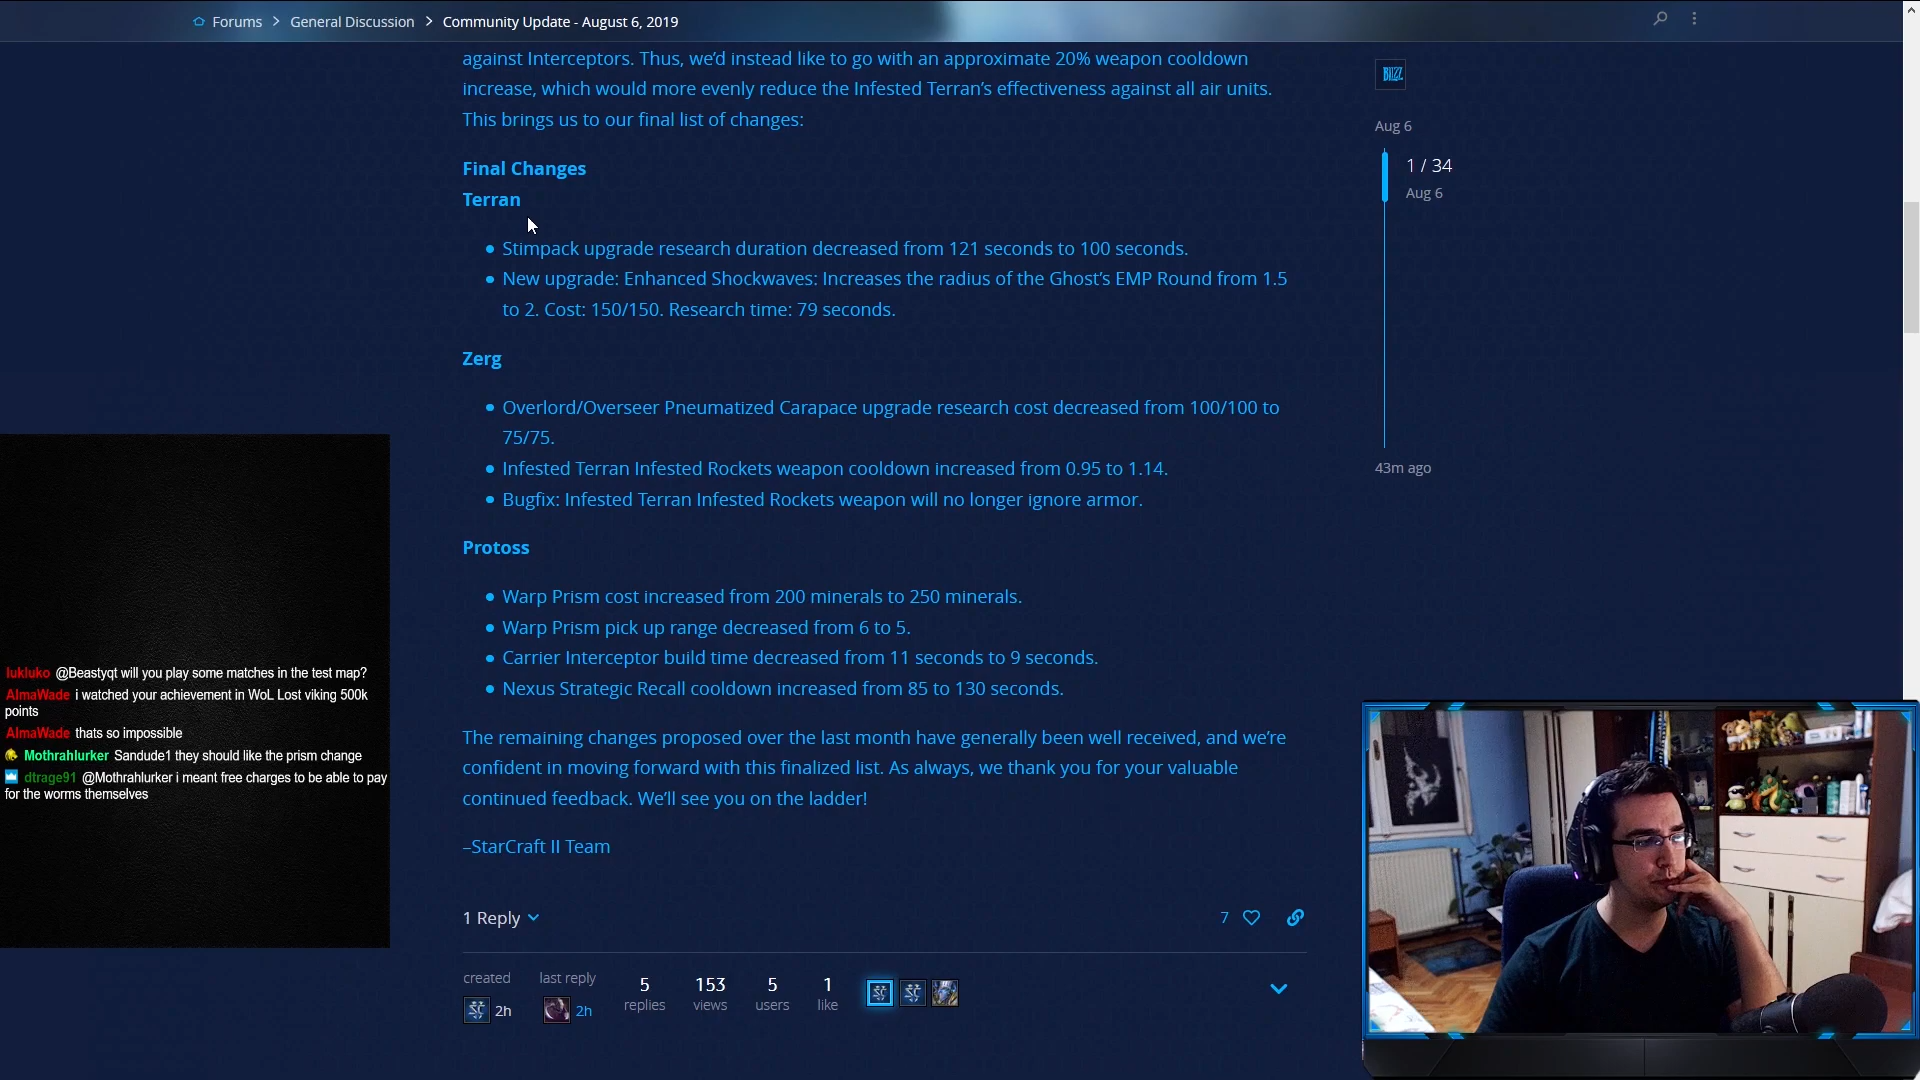 Forums > General Discussion > Community Update - August 6, 2019
against Interceptors. Thus, we'd instead like to go with an approximate 20% weapon cooldown
increase, which would more evenly reduce the Infested Terran's effectiveness against all air units.
This brings us to our final list of changes:
Final Changes
Terran
• Stimpack upgrade research duration decreased from 121 seconds to 100 seconds.
• New upgrade: Enhanced Shockwaves: Increases the radius of the Ghost's EMP Round from 1.5
to 2. Cost: 150/150. Research time: 79 seconds.
Zerg
• Overlord/Overseer Pneumatized Carapace upgrade research cost decreased from 100/100 to
75/75.
• Infested Terran Infested Rockets weapon cooldown increased from 0.95 to 1.14.
• Bugfix: Infested Terran Infested Rockets weapon will no longer ignore armor.
Protoss
• Warp Prism cost increased from 200 minerals to 250 minerals.
• Warp Prism pick up range decreased from 6 to 5.
• Carrier Interceptor build time decreased from 11 seconds to 9 seconds.
• Nexus Strategic Recall cooldown increased from 85 to 130 seconds.
The remaining changes proposed over the last month have generally been well received, and we're
confident in moving forward with this finalized list. As always, we thank you for your valuable
continued feedback. We'll see you on the ladder!
–StarCraft II Team
1 Reply
7
created
2h
last reply
2h
5
replies
153
views
5
users
1
like
BLIZZ
Aug 6
1 / 34
Aug 6
43m ago
lukluko @Beastyqt will you play some matches in the test map?
AlmaWade i watched your achievement in WoL Lost viking 500k
points
AlmaWade thats so impossible
Mothrahlurker Sandude1 they should like the prism change
dtrage91 @Mothrahlurker i meant free charges to be able to pay
for the worms themselves